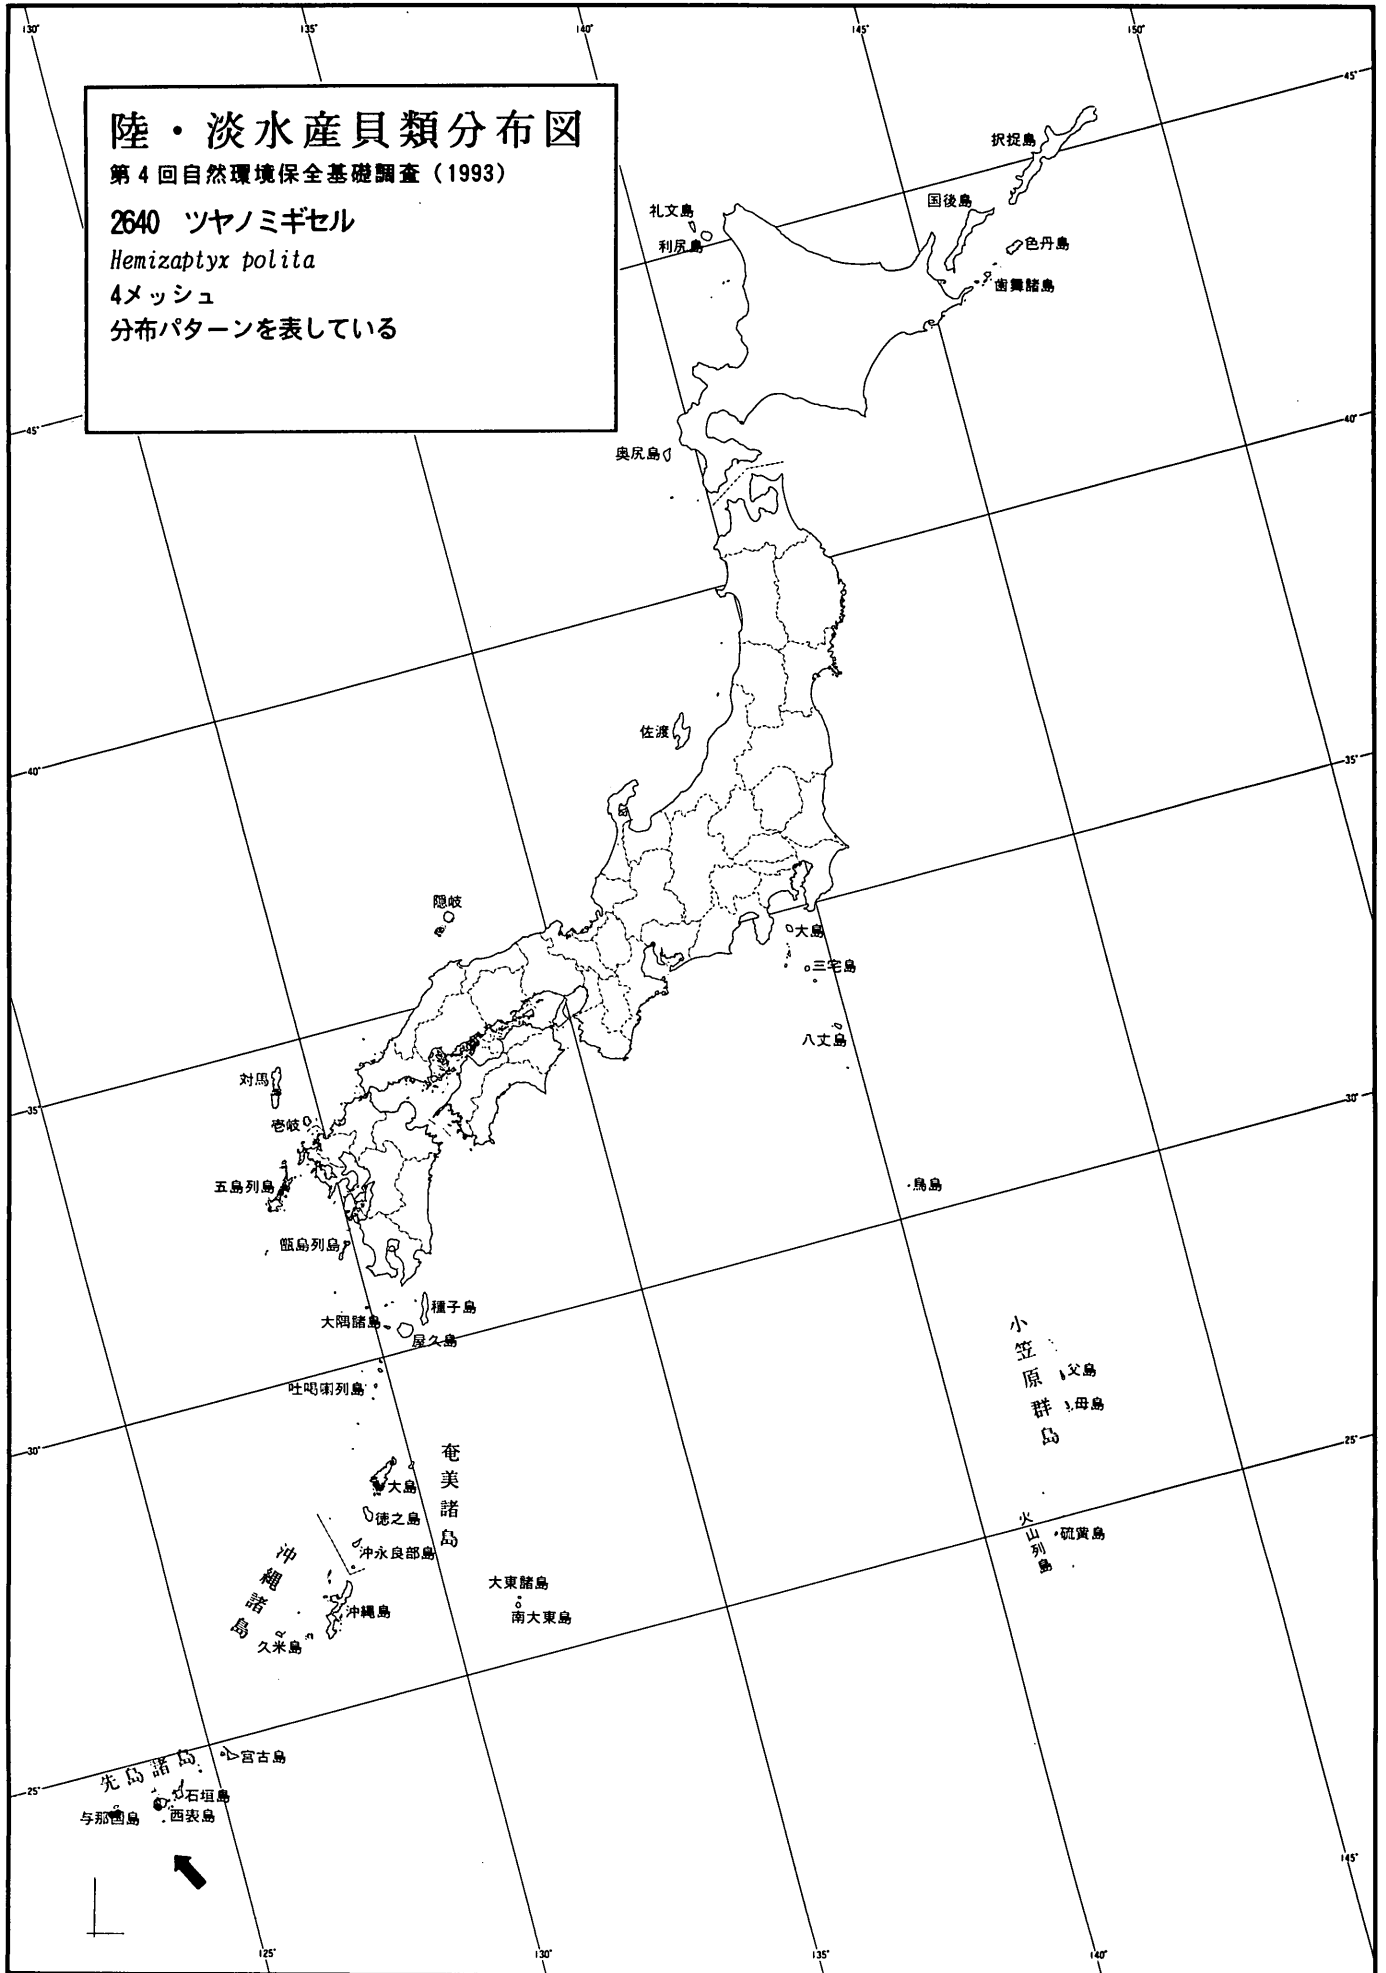 130°
135°
140°
145°
150°
陸・淡水産貝類分布図
第4回自然環境保全基礎調査（1993）
2640 ツヤノミギセル
Hemizaptyx polita
4メッシュ
分布パターンを表している
45°
択捉島
国後島
色丹島
歯舞諸島
礼文島
利尻島
45°
40°
奥尻島
佐渡
40°
35°
隠岐
大島
三宅島
八丈島
対馬
35°
壱岐
30°
五島列島
鳥島
甑島列島
種子島
大隅諸島
屋久島
吐噶喇列島
小笠原群島
父島
母島
30°
25°
奄美諸島
大島
徳之島
沖永良部島
火山列島
硫黄島
沖縄諸島
沖縄島
久米島
大東諸島
南大東島
宮古島
先島諸島
25°
石垣島
与那国島
西表島
145°
125°
130°
135°
140°